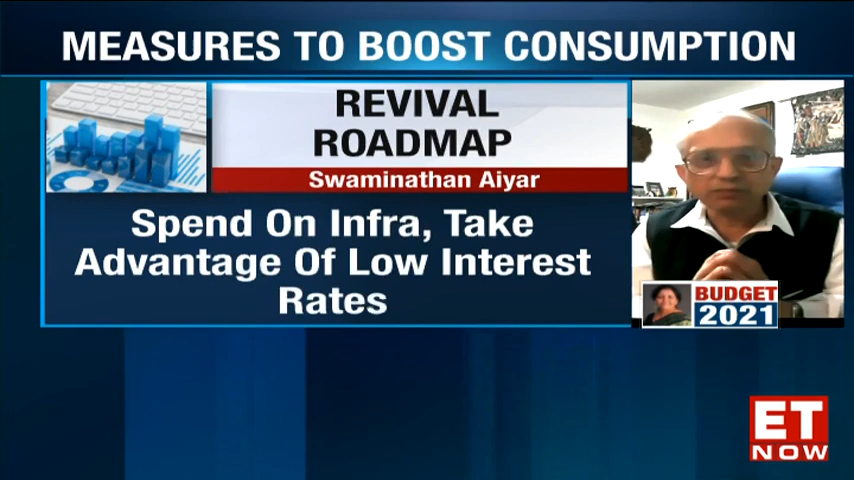 MEASURES TO BOOST CONSUMPTION
REVIVAL
ROADMAP
Swaminathan Aiyar
Spend On Infra, Take
Advantage Of Low Interest
Rates
BUDGET
2021
ET
NOW